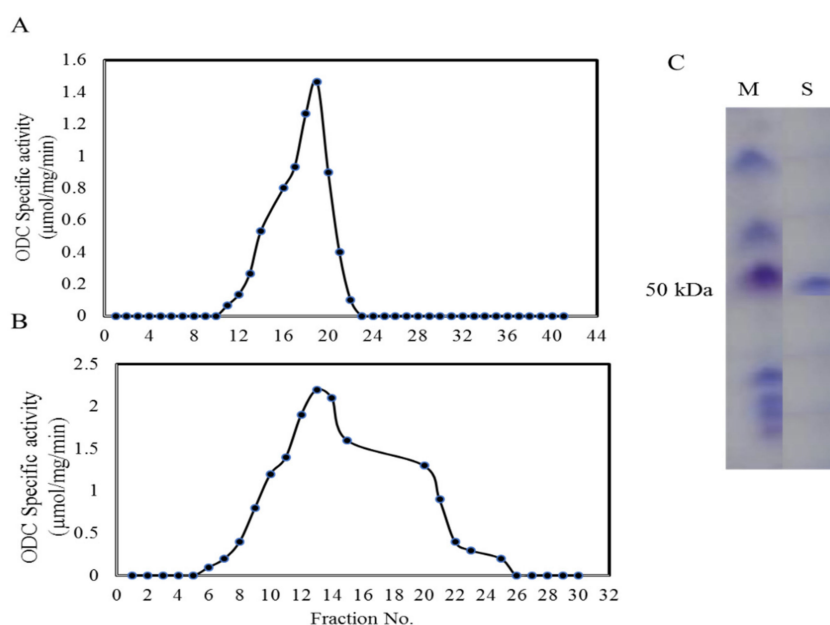 A
C
M S
50 kDa
ODC Specific activity
(μmol/mg/min)
1.6
1.4
1.2
1
0.8
0.6
0.4
0.2
0
0 4 8 12 16 20 24 28 32 36 40 44
B
ODC Specific activity
(μmol/mg/min)
2.5
2
1.5
1
0.5
0
0 2 4 6 8 10 12 14 16 18 20 22 24 26 28 30 32
Fraction No.